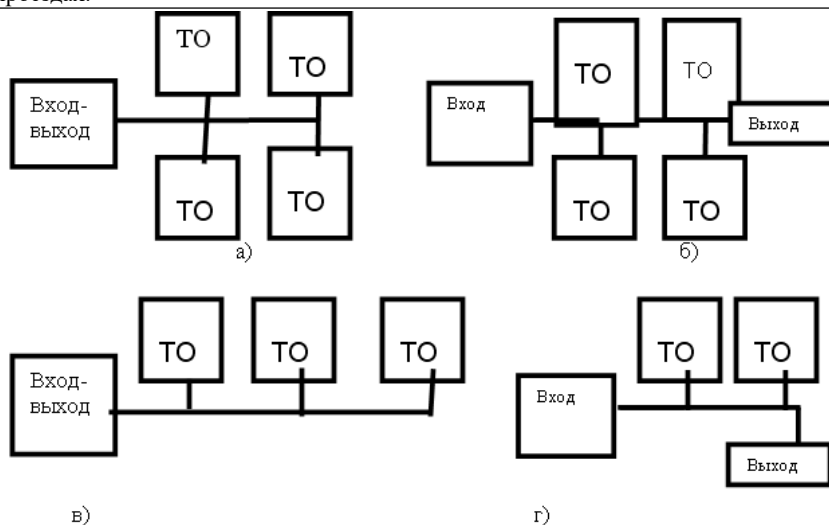 ТО
ТО
Вход-
выход
ТО
ТО
а)
ТО
ТО
Вход
Выход
ТО
ТО
б)
ТО
ТО
ТО
Вход-
выход
в)
ТО
ТО
Вход
Выход
г)